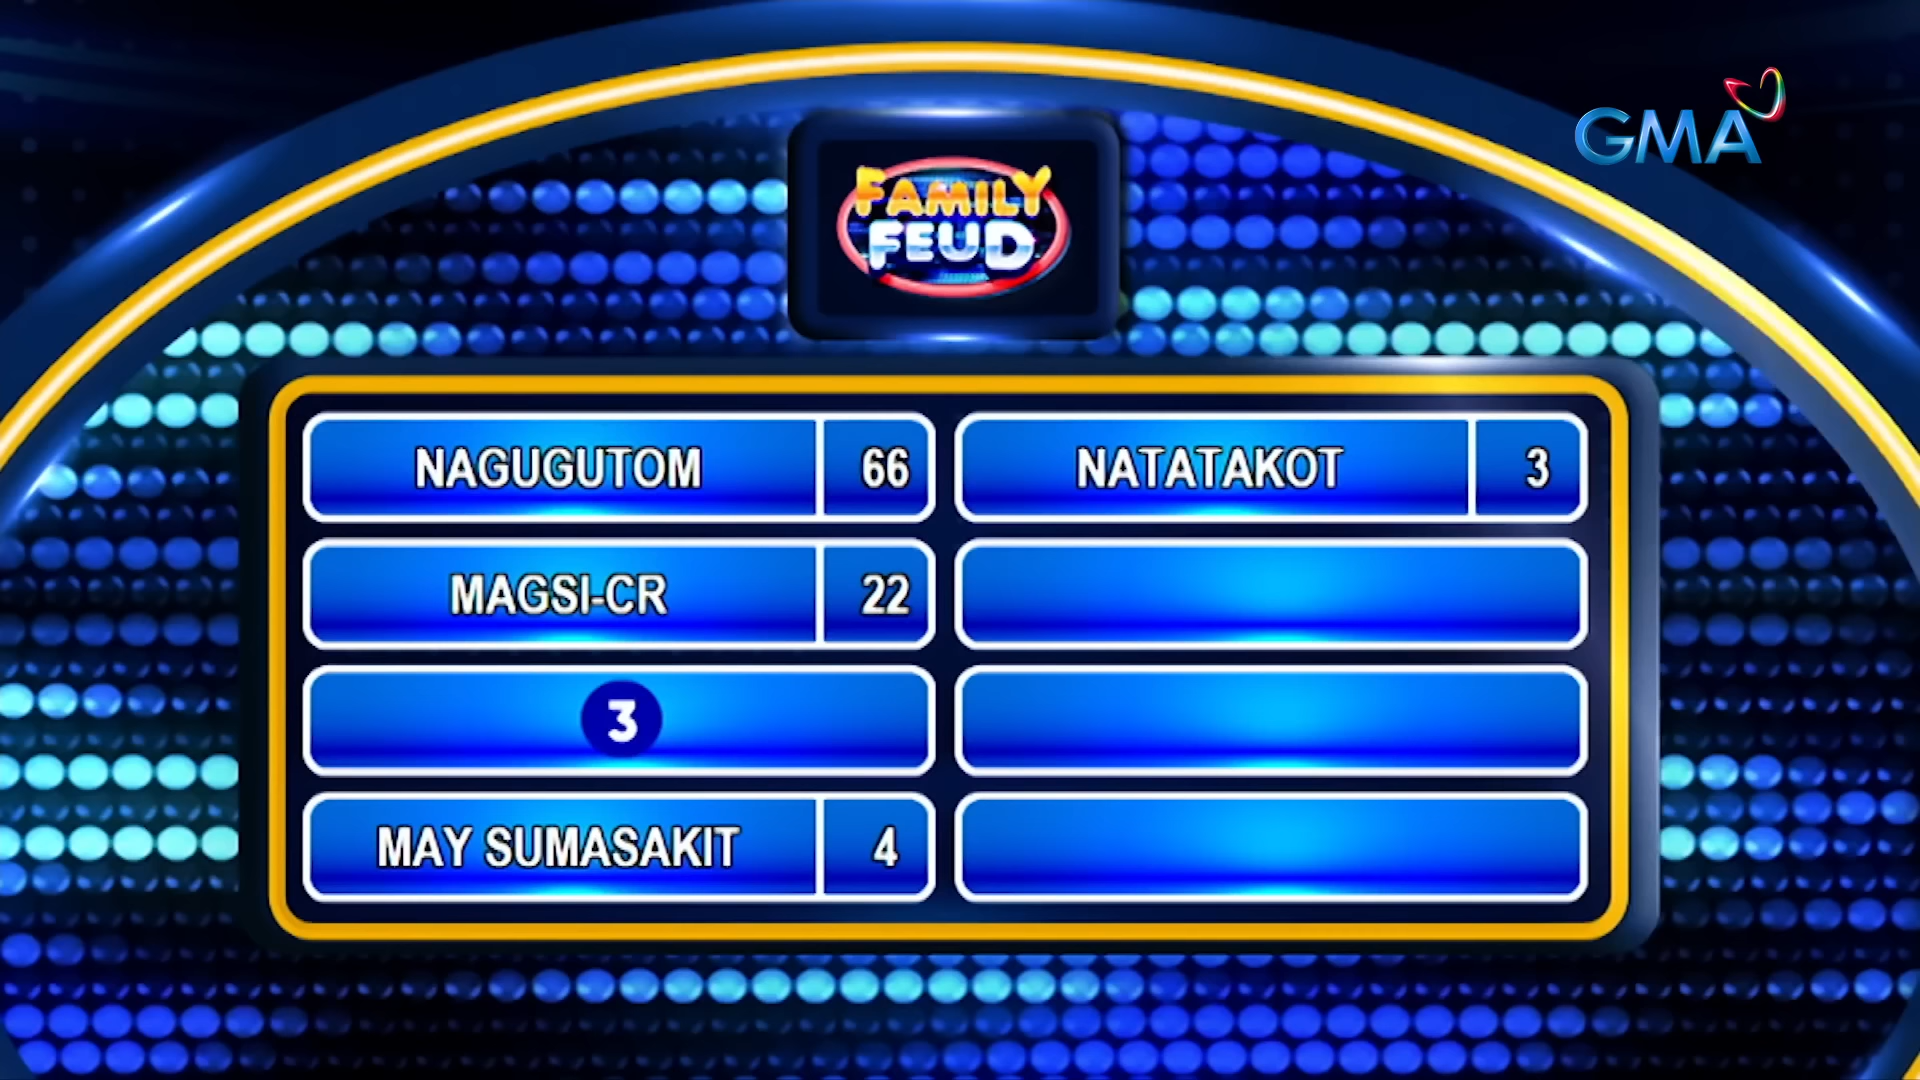 GMA
FAMILY
FEUD
NAGUGUTOM 66
NATATAKOT 3
MAGSI-CR 22
3
MAY SUMASAKIT 4